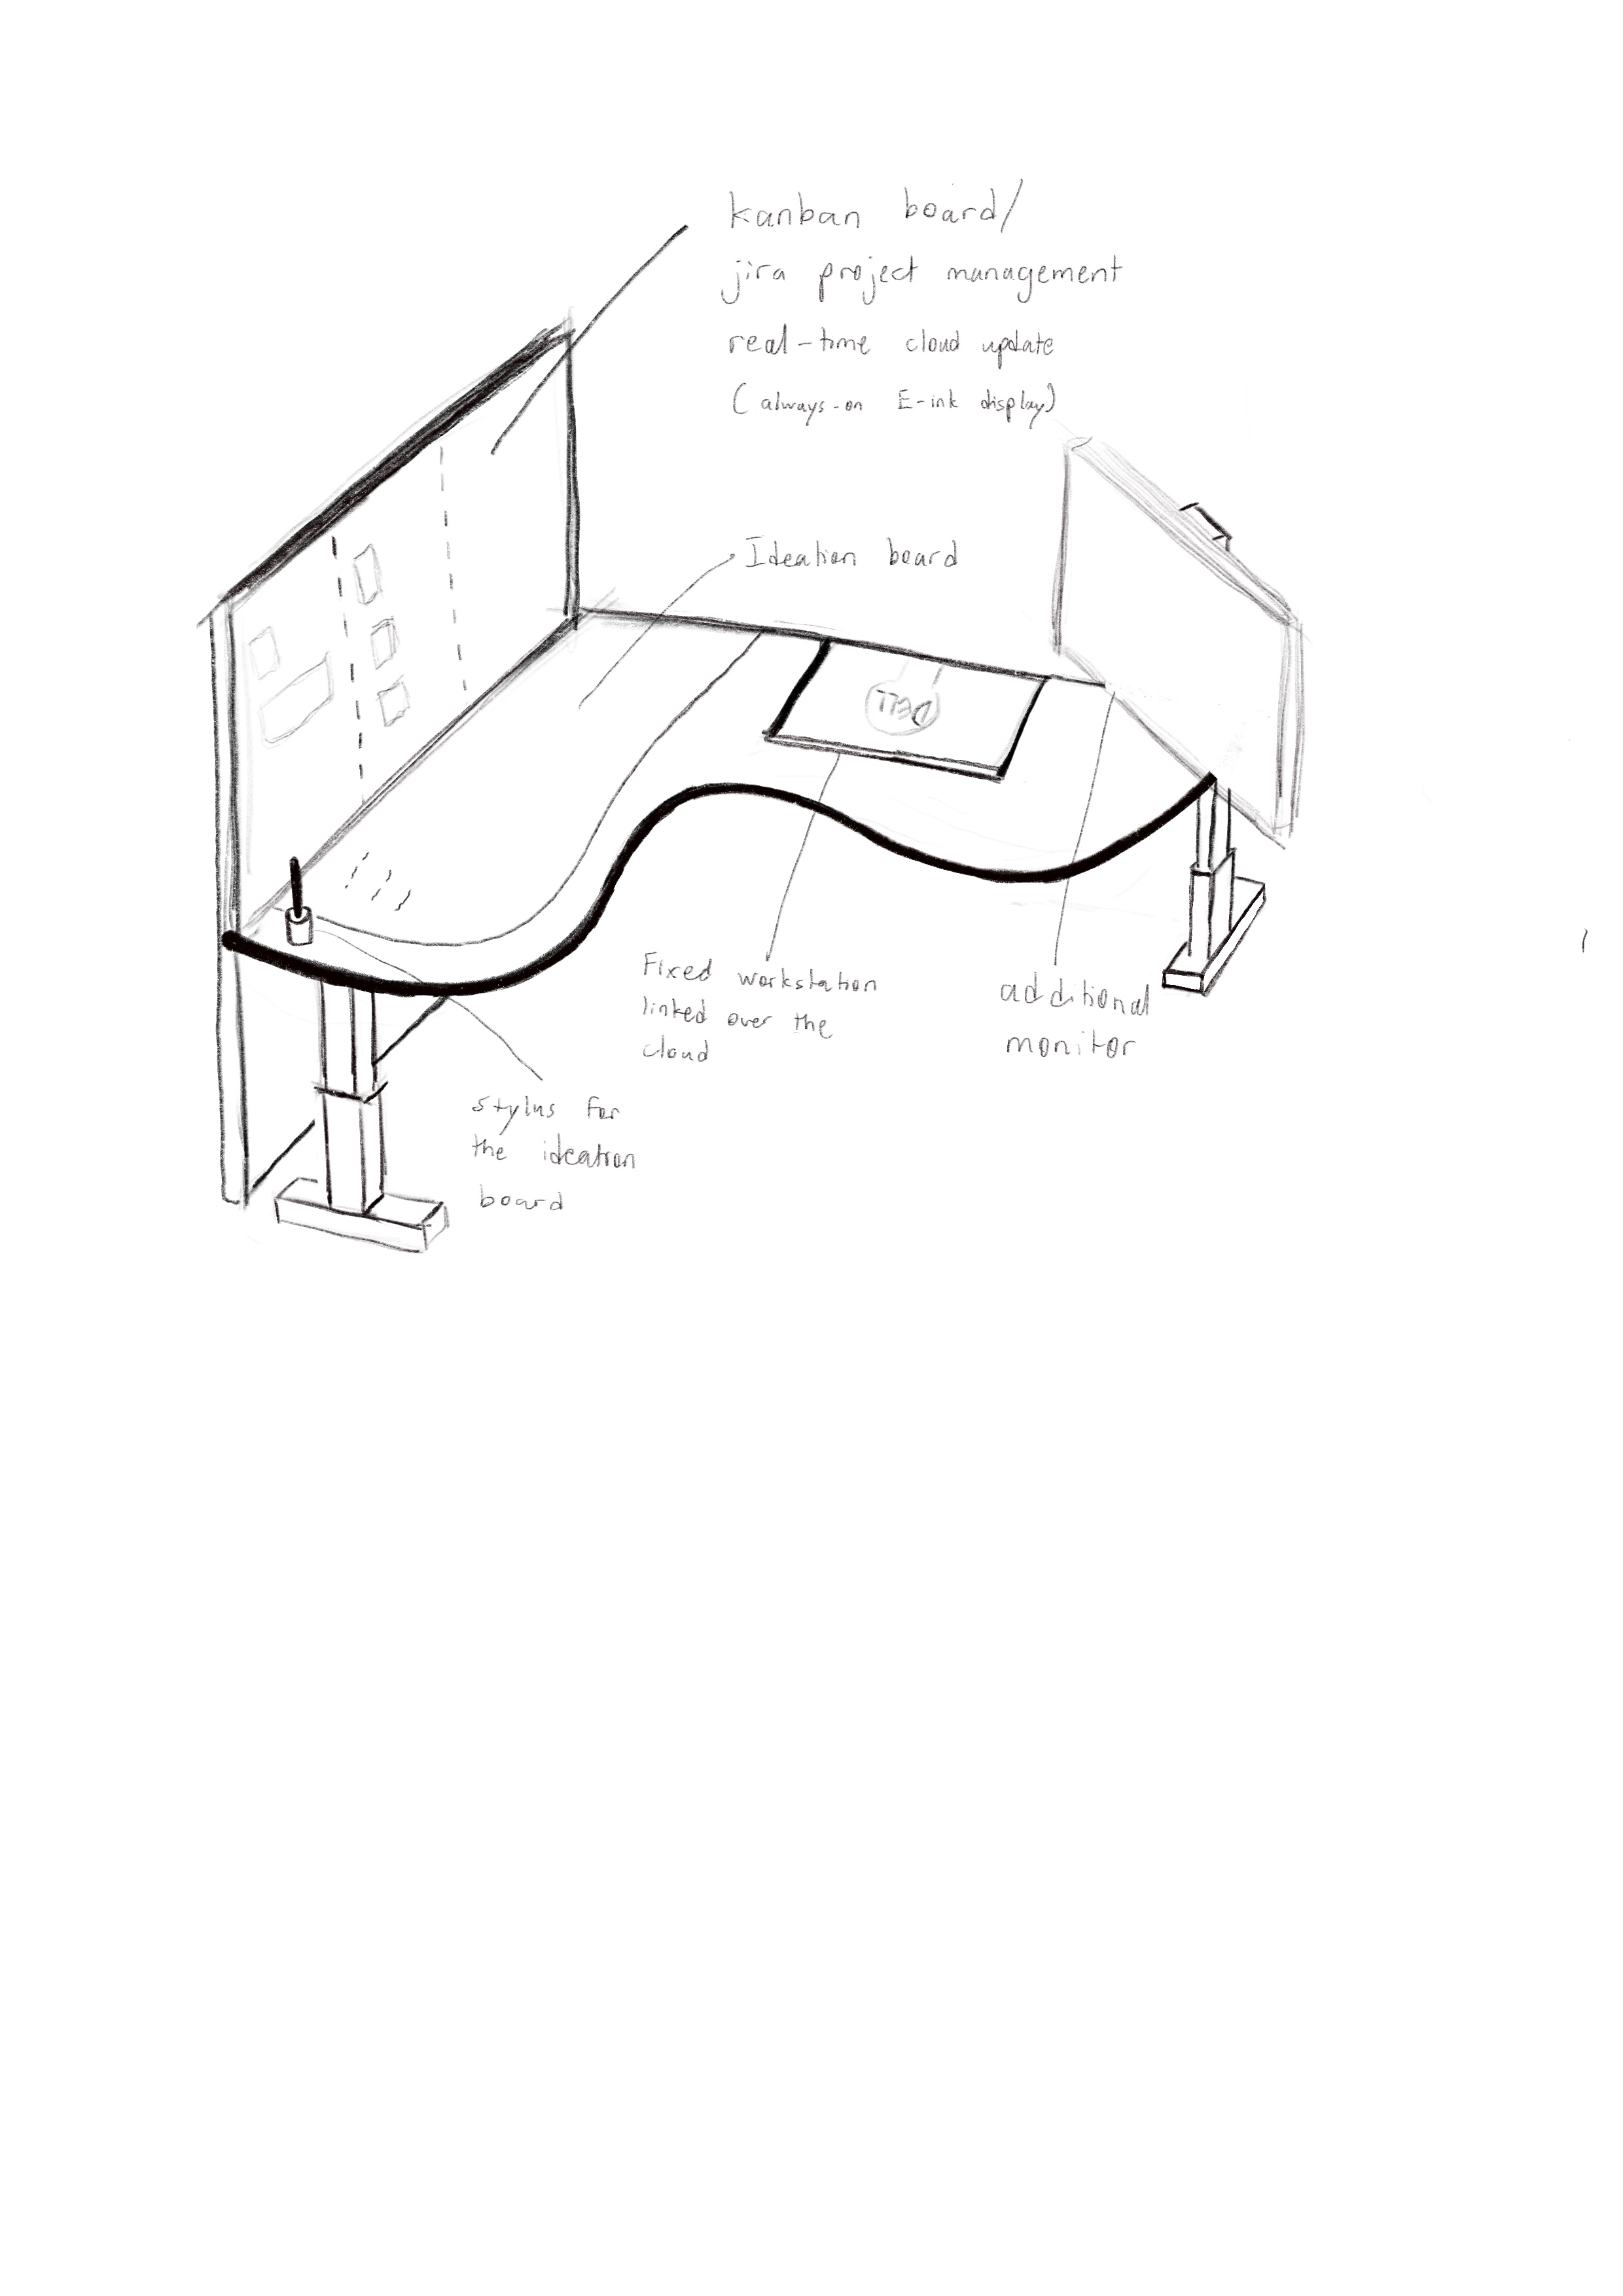 kanban board/
jira project management
real-time cloud update
(always-on E-ink display)
Ideation board
DELL
Fixed workstation
linked over the
cloud
additional
monitor
Stylus for
the ideation
board